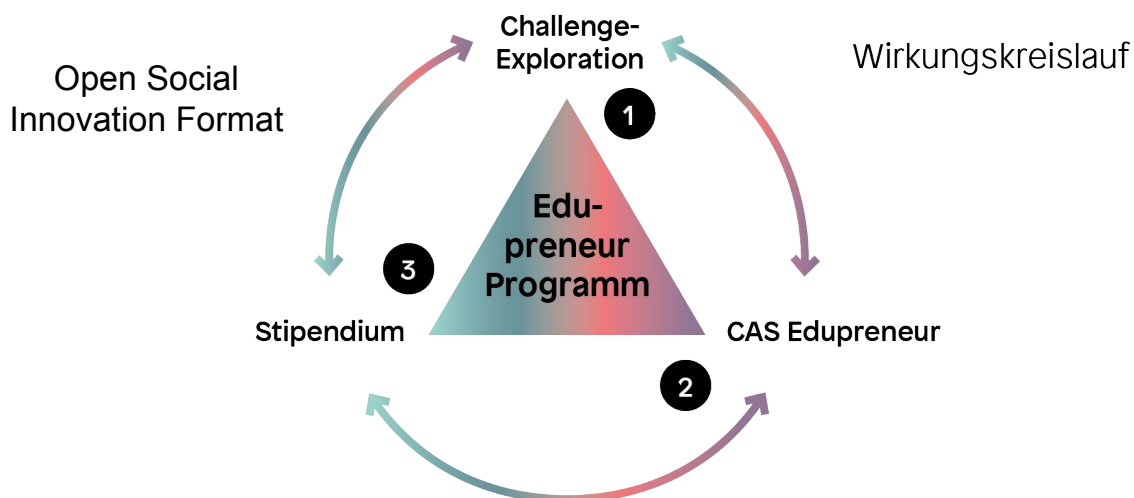 Challenge-
Exploration
Open Social
Innovation Format
Wirkungskreislauf
1
Edu-
preneur
Programm
3
Stipendium
CAS Edupreneur
2